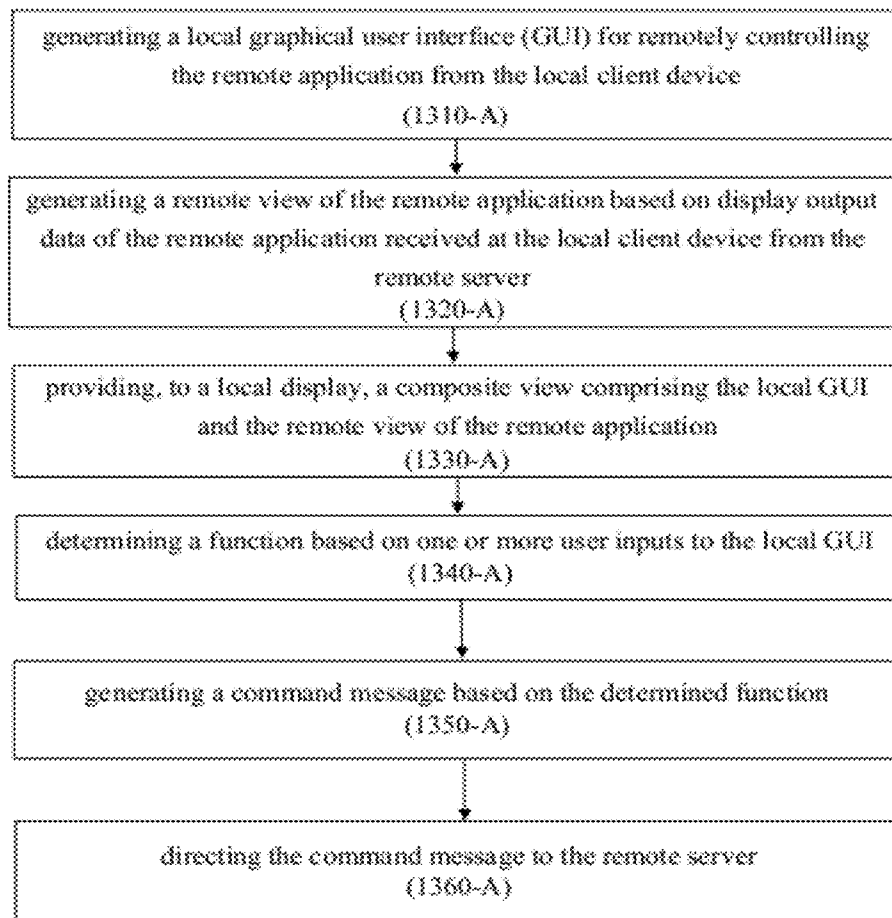 generating a local graphical user interface (GUI) for remotely controlling
the remote application from the local client device
(1310-A)
generating a remote view of the remote application based on display output
data of the remote application received at the local client device from the
remote server
(1320-A)
providing, to a local display, a composite view comprising the local GUI
and the remote view of the remote application
(1330-A)
determining a function based on one or more user inputs to the local GUI
(1340-A)
generating a command message based on the determined function
(1350-A)
directing the command message to the remote server
(1360-A)